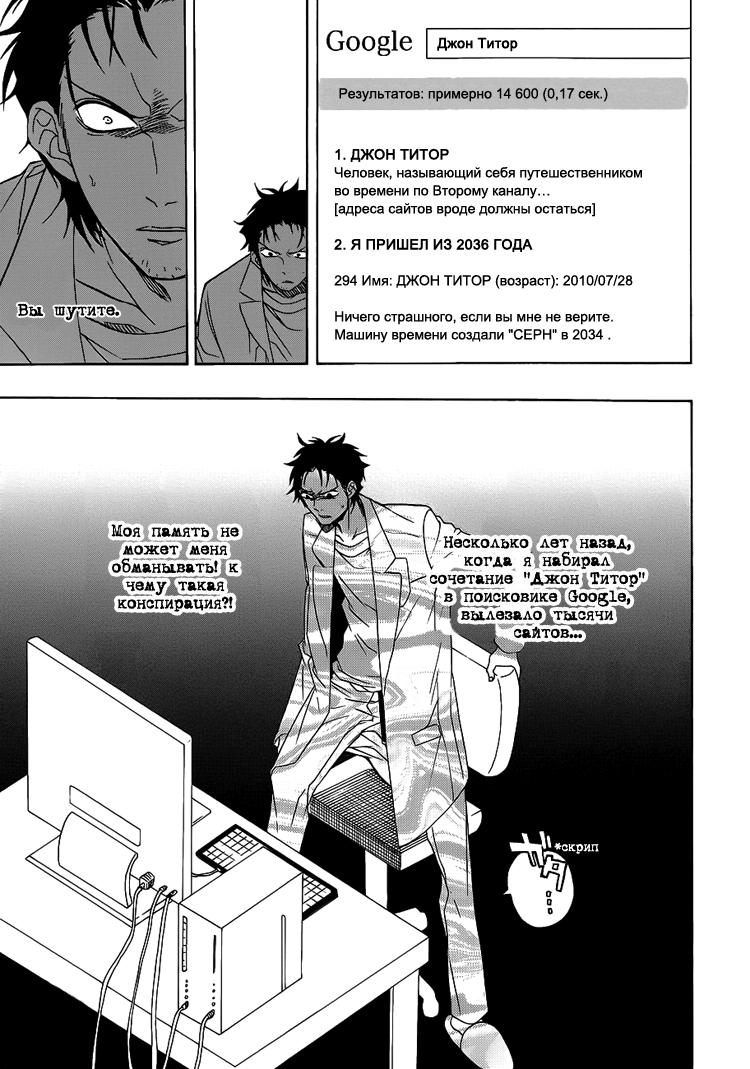 Google
Джон Титор
Результатов: примерно 14 600 (0,17 сек.)
1. ДЖОН ТИТОР
Человек, называющий себя путешественником
во времени по Второму каналу...
[адреса сайтов вроде должны остаться]
2. Я ПРИШЕЛ ИЗ 2036 ГОДА
294 Имя: ДЖОН ТИТОР (возраст): 2010/07/28
Ничего страшного, если вы мне не верите.
Машину времени создали "СЕРН" в 2034 .
Вы шутите.
Несколько лет назад,
когда я набирал
сочетание "Джон Титор"
в поисковике Google,
вылезало тысячи
сайтов...
Моя память не
может меня
обманывать! к
чему такая
конспирация?!
ガタ...
*скрип